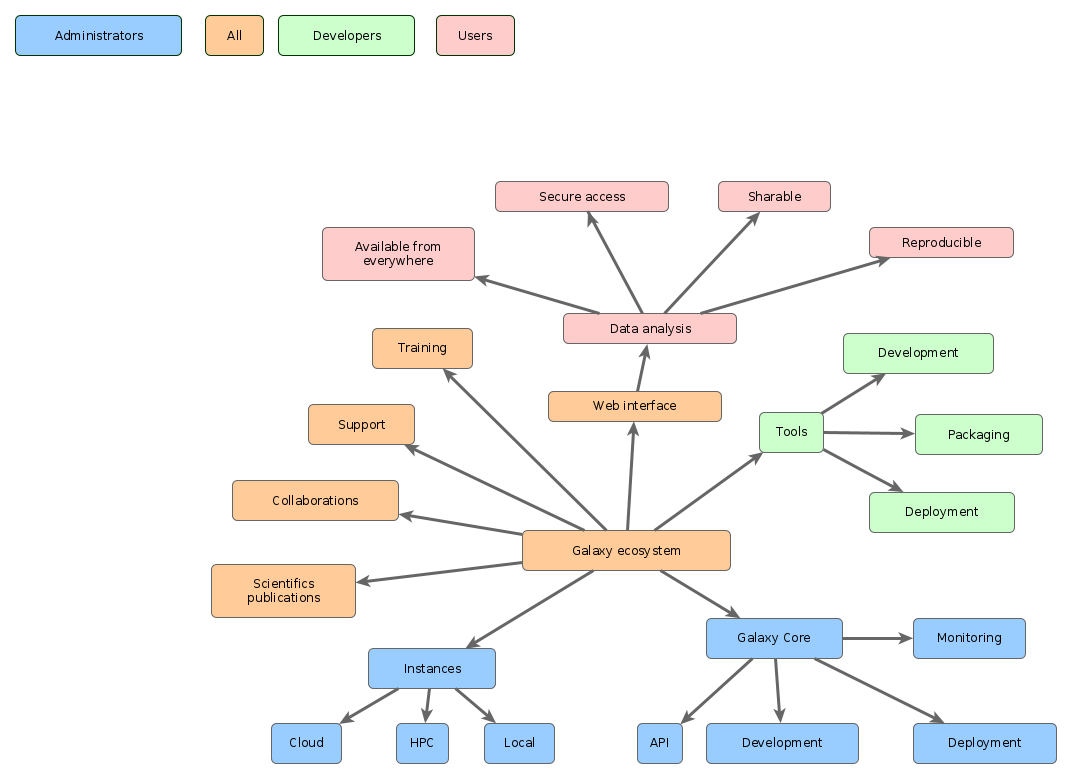 Administrators
All
Developers
Users
Secure access
Sharable
Available from
everywhere
Reproducible
Data analysis
Training
Development
Web interface
Support
Tools
Packaging
Collaborations
Deployment
Galaxy ecosystem
Scientifics
publications
Galaxy Core
Monitoring
Instances
Cloud
HPC
Local
API
Development
Deployment